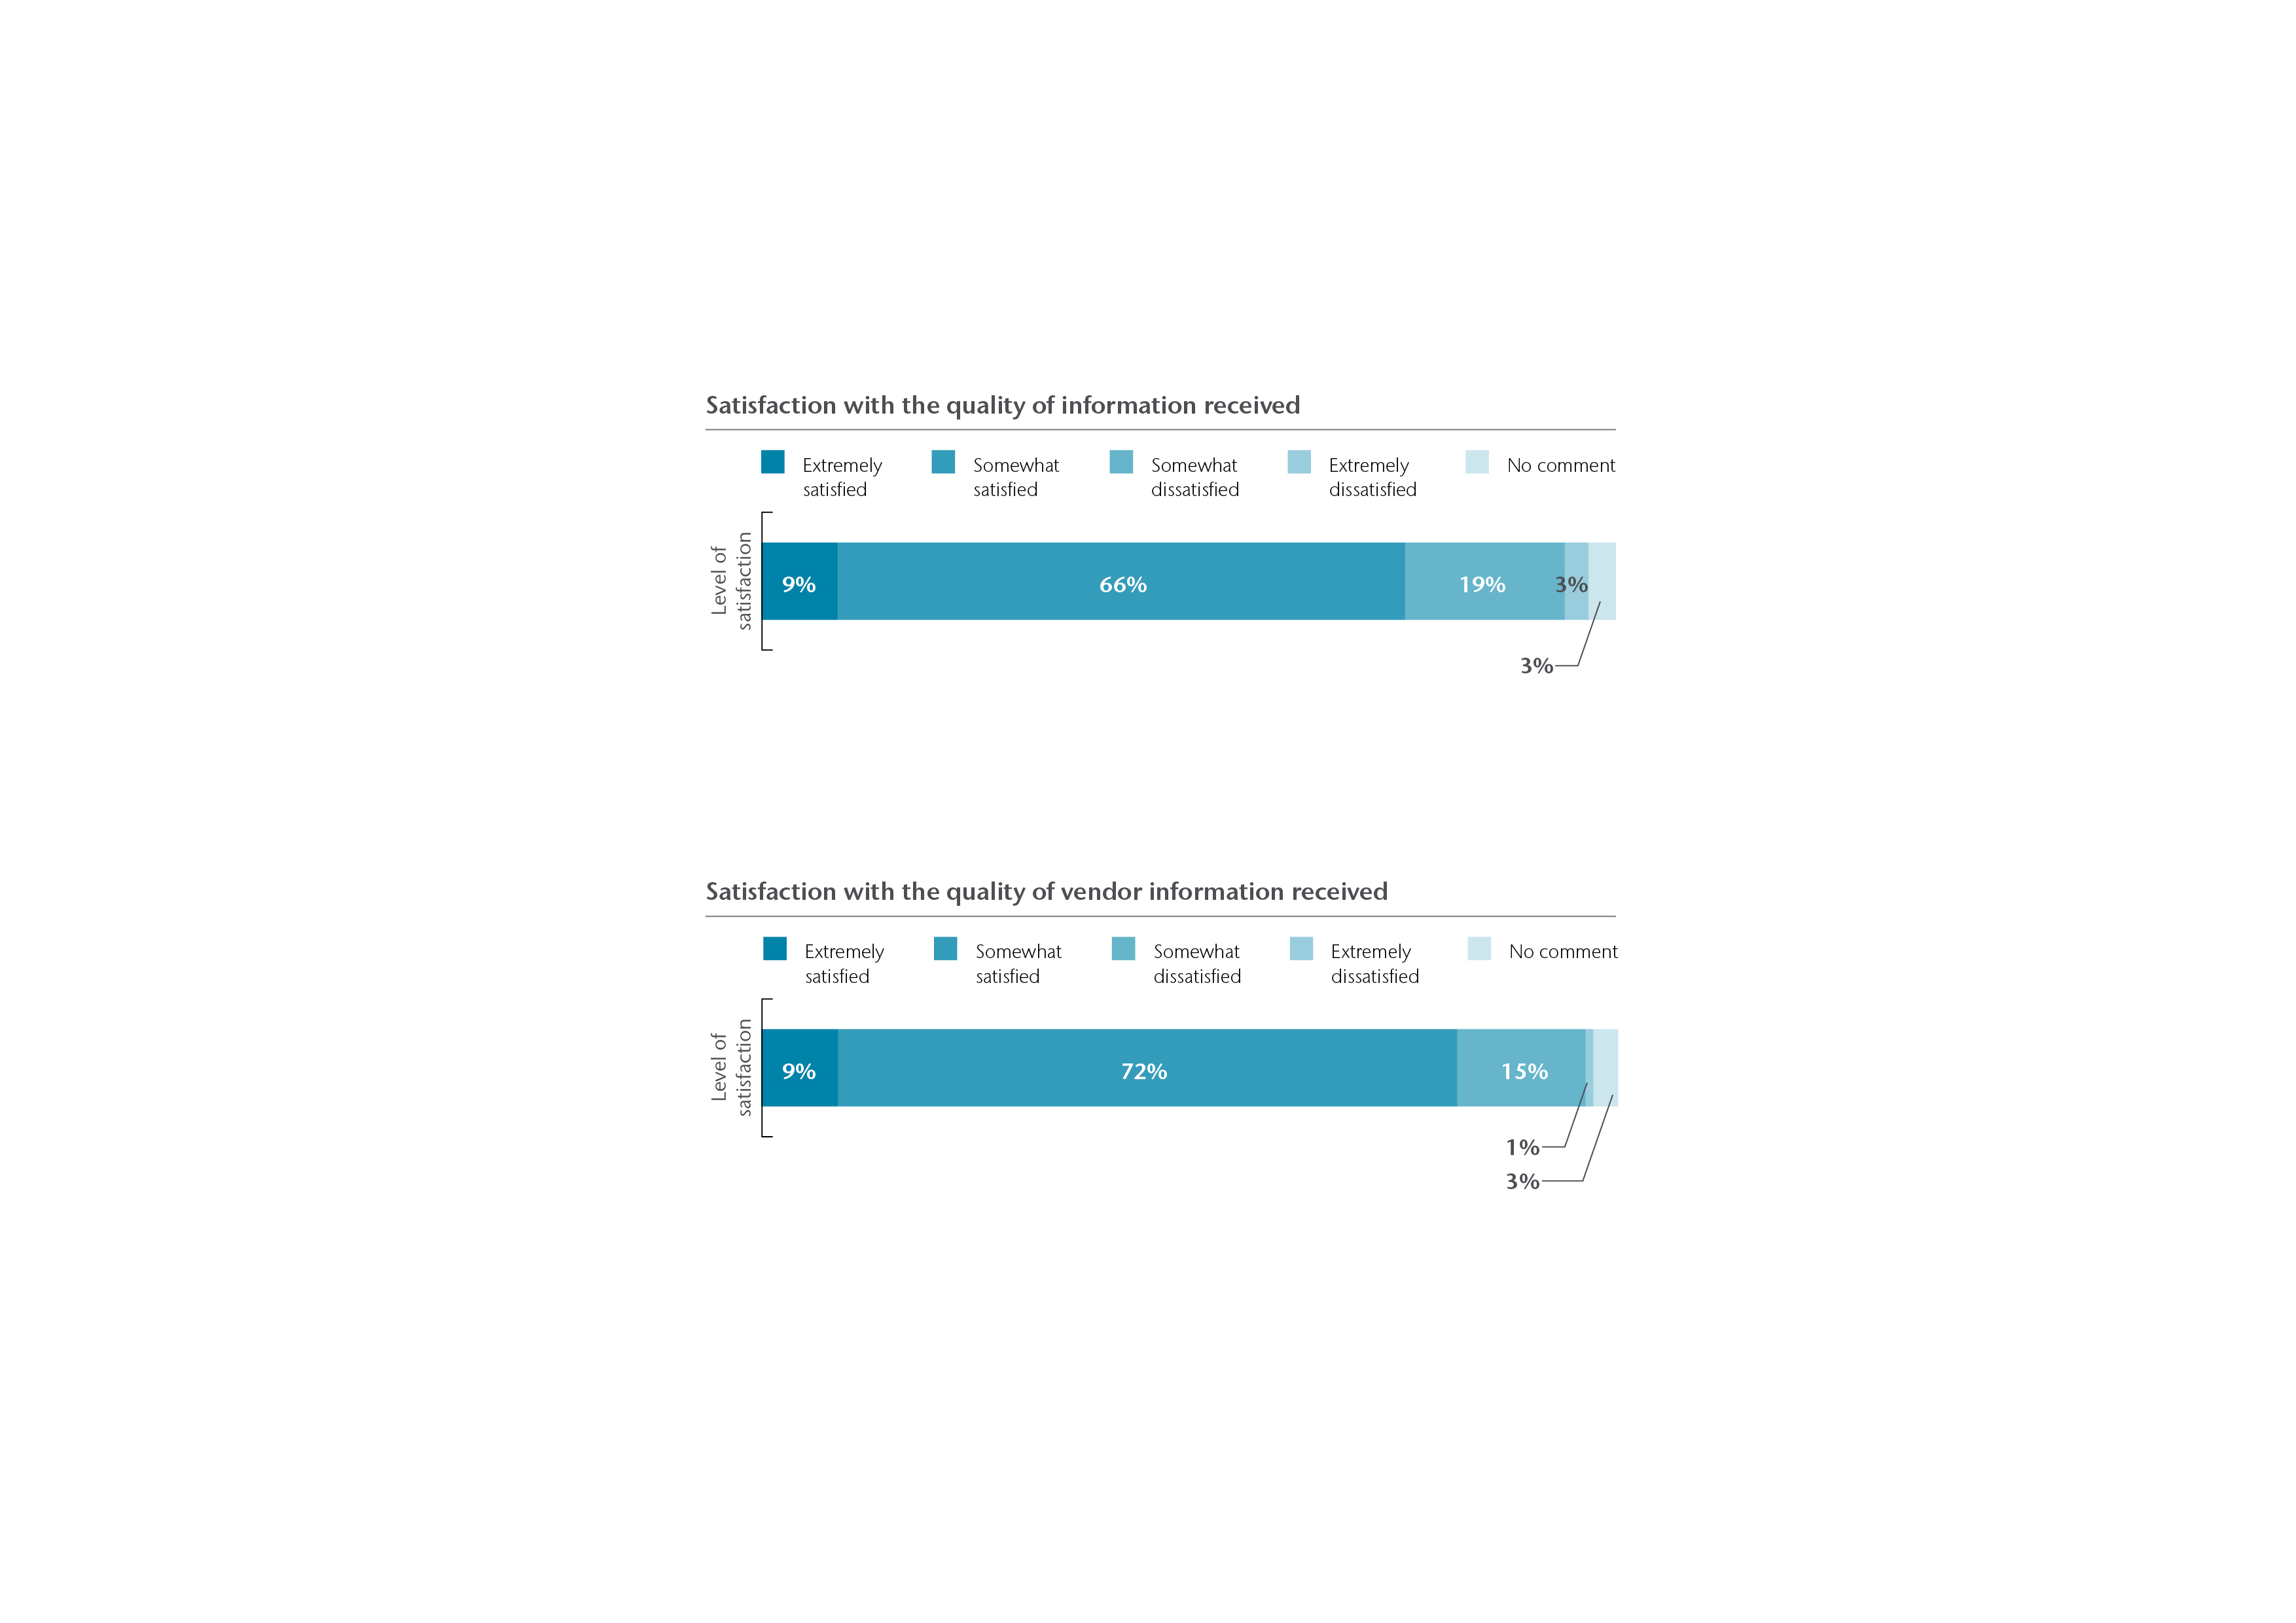 Satisfaction with the quality of information received
Extremely
satisfied
Somewhat
satisfied
Somewhat
dissatisfied
Extremely
dissatisfied
No comment
Level of
satisfaction
9%
66%
19%
3%
3%
Satisfaction with the quality of vendor information received
Extremely
satisfied
Somewhat
satisfied
Somewhat
dissatisfied
Extremely
dissatisfied
No comment
Level of
satisfaction
9%
72%
15%
1%
3%